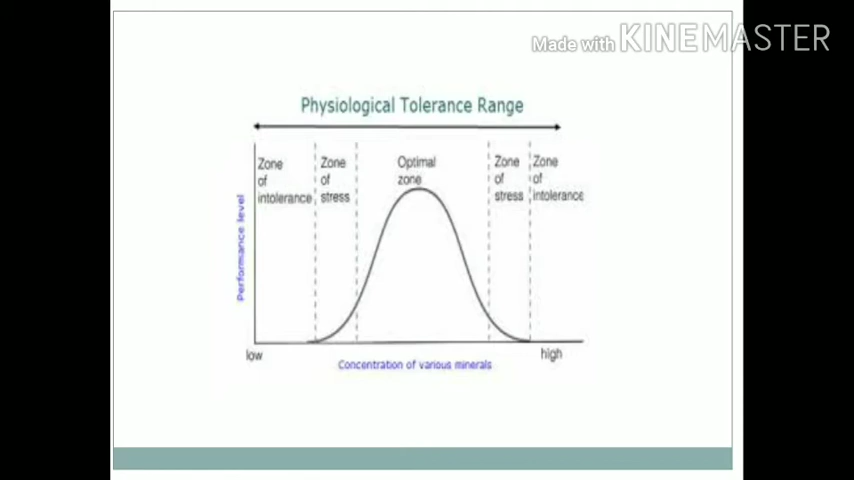 Made with KINEMASTER
Physiological Tolerance Range
Zone
of
intolerance
Zone
of
stress
Optimal
zone
Zone
of
stress
Zone
of
intolerance
Performance level
low
high
Concentration of various minerals